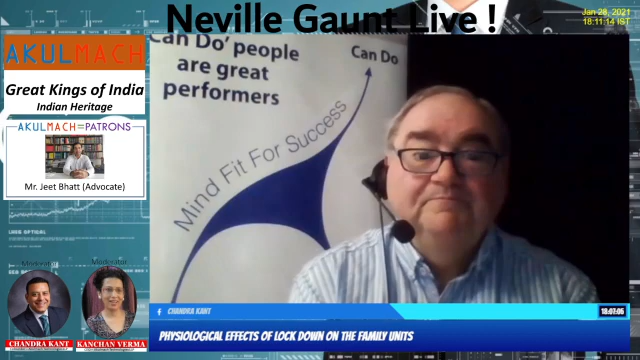 Neville Gaunt Live !
Jan 28, 2021
18:11:14 IST
AKULMACH
Great Kings of India
Indian Heritage
AKULMACH=PATRONS
Mr. Jeet Bhatt (Advocate)
Can Do' people
are great
performers
Can Do
Mind Fit For Success
Moderator
Moderator
CHANDRA KANT
KANCHAN VERMA
CHANDRA KANT
18:07:05
PHYSIOLOGICAL EFFECTS OF LOCK DOWN ON THE FAMILY UNITS